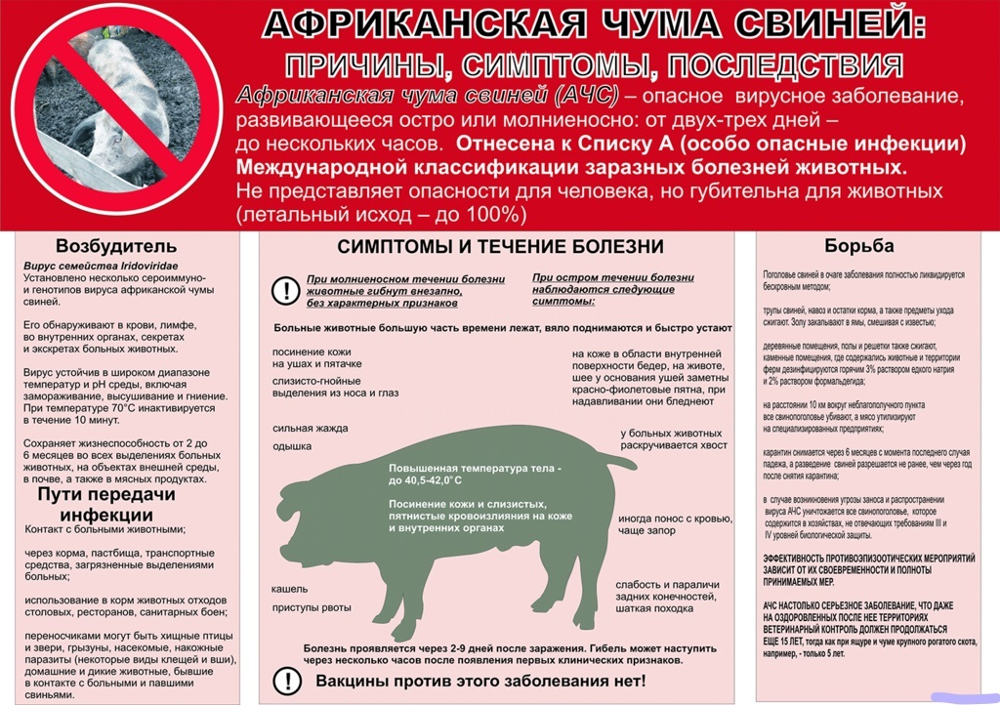 АФРИКАНСКАЯ ЧУМА СВИНЕЙ:
ПРИЧИНЫ, СИМПТОМЫ, ПОСЛЕДСТВИЯ
Африканская чума свиней (АЧС) – опасное вирусное заболевание,
развивающееся остро или молниеносно: от двух-трех дней –
до нескольких часов. Отнесена к Списку А (особо опасные инфекции)
Международной классификации заразных болезней животных.
Не представляет опасности для человека, но губительна для животных
(летальный исход – до 100%)
Возбудитель
Вирус семейства Iridoviridae
Установлено несколько сероиммуно-
и генотипов вируса африканской чумы
свиней.
Его обнаруживают в крови, лимфе,
во внутренних органах, секретах
и экскретах больных животных.
Вирус устойчив в широком диапазоне
температур и pH среды, включая
замораживание, высушивание и гниение.
При температуре 70°С инактивируется
в течение 10 минут.
Сохраняет жизнеспособность от 2 до
6 месяцев во всех выделениях больных
животных, на объектах внешней среды,
в почве, а также в мясных продуктах.
Пути передачи
инфекции
Контакт с больными животными;
через корма, пастбища, транспортные
средства, загрязненные выделениями
больных;
использование в корм животных отходов
столовых, ресторанов, санитарных боен;
переносчиками могут быть хищные птицы
и звери, грызуны, насекомые, накожные
паразиты (некоторые виды клещей и вши),
домашние и дикие животные, бывшие
в контакте с больными и павшими
свиньями.
СИМПТОМЫ И ТЕЧЕНИЕ БОЛЕЗНИ
!
При молниеносном течении болезни
животные гибнут внезапно,
без характерных признаков
При остром течении болезни
наблюдаются следующие
симптомы:
Больные животные большую часть времени лежат, вяло поднимаются и быстро устают
посинение кожи
на ушах и пятачке
слизисто-гнойные
выделения из носа и глаз
сильная жажда
одышка
на коже в области внутренней
поверхности бедер, на животе,
шее у основания ушей заметны
красно-фиолетовые пятна, при
надавливании они бледнеют
у больных животных
раскручивается хвост
Повышенная температура тела -
до 40,5-42,0°С
Посинение кожи и слизистых,
пятнистые кровоизлияния на коже
и внутренних органах
иногда понос с кровью,
чаще запор
кашель
приступы рвоты
слабость и параличи
задних конечностей,
шаткая походка
Болезнь проявляется через 2-9 дней после заражения. Гибель может наступить
через несколько часов после появления первых клинических признаков.
! Вакцины против этого заболевания нет!
Борьба
Поголовье свиней в очаге заболевания полностью ликвидируется
бескровным методом;
трупы свиней, навоз и остатки корма, а также предметы ухода
сжигают. Золу закапывают в ямы, смешивая с известью;
деревянные помещения, полы и решетки также сжигают,
каменные помещения, где содержались животные и территории
ферм дезинфицируются горячим 3% раствором едкого натрия
и 2% раствором формальдегида;
на расстоянии 10 км вокруг неблагополучного пункта
все свинопоголовье убивают, а мясо утилизируют
на специализированных предприятиях;
карантин снимается через 6 месяцев с момента последнего случая
падежа, а разведение свиней разрешается не ранее, чем через год
после снятия карантина;
в случае возникновения угрозы заноса и распространении
вируса АЧС уничтожается все свинопоголовье, которое
содержится в хозяйствах, не отвечающих требованиям III и
IV уровней биологической защиты.
ЭФФЕКТИВНОСТЬ ПРОТИВОЭПИЗООТИЧЕСКИХ МЕРОПРИЯТИЙ
ЗАВИСИТ ОТ ИХ СВОЕВРЕМЕННОСТИ И ПОЛНОТЫ
ПРИНИМАЕМЫХ МЕР.
АЧС НАСТОЛЬКО СЕРЬЕЗНОЕ ЗАБОЛЕВАНИЕ, ЧТО ДАЖЕ
НА ОЗДОРОВЛЕННЫХ ПОСЛЕ НЕЕ ТЕРРИТОРИЯХ
ВЕТЕРИНАРНЫЙ КОНТРОЛЬ ДОЛЖЕН ПРОДОЛЖАТЬСЯ
ЕЩЕ 15 ЛЕТ, тогда как при ящуре и чуме крупного рогатого скота,
например, - только 5 лет.